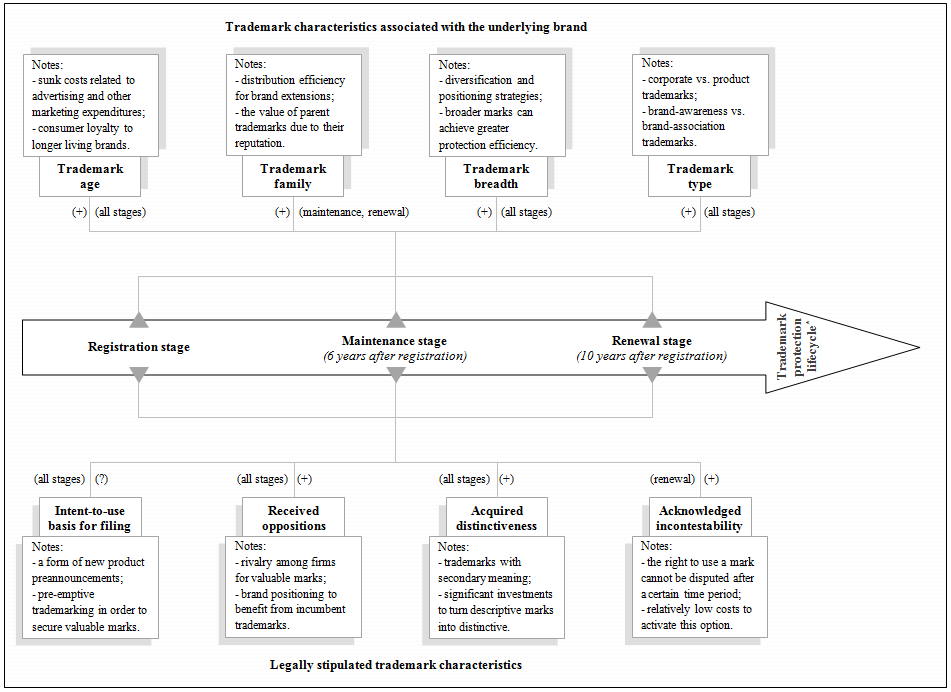 Trademark characteristics associated with the underlying brand
Notes:
- sunk costs related to
advertising and other
marketing expenditures;
- consumer loyalty to
longer living brands.
Trademark
age
(+) (all stages)
Notes:
- distribution efficiency
for brand extensions;
- the value of parent
trademarks due to their
reputation.
Trademark
family
(+) (maintenance, renewal)
Notes:
- diversification and
positioning strategies;
- broader marks can
achieve greater
protection efficiency.
Trademark
breadth
(+) (all stages)
Notes:
- corporate vs. product
trademarks;
- brand-awareness vs.
brand-association
trademarks.
Trademark
type
(+) (all stages)
Registration stage
Maintenance stage
(6 years after registration)
Renewal stage
(10 years after registration)
Trademark
protection
lifecycle*
(all stages) (?)
Intent-to-use
basis for filing
Notes:
- a form of new product
preannouncements;
- pre-emptive
trademarking in order to
secure valuable marks.
(all stages) (+)
Received
oppositions
Notes:
- rivalry among firms
for valuable marks;
- brand positioning to
benefit from incumbent
trademarks.
(all stages) (+)
Acquired
distinctiveness
Notes:
- trademarks with
secondary meaning;
- significant investments
to turn descriptive marks
into distinctive.
(renewal) (+)
Acknowledged
incontestability
Notes:
- the right to use a mark
cannot be disputed after
a certain time period;
- relatively low costs to
activate this option.
Legally stipulated trademark characteristics